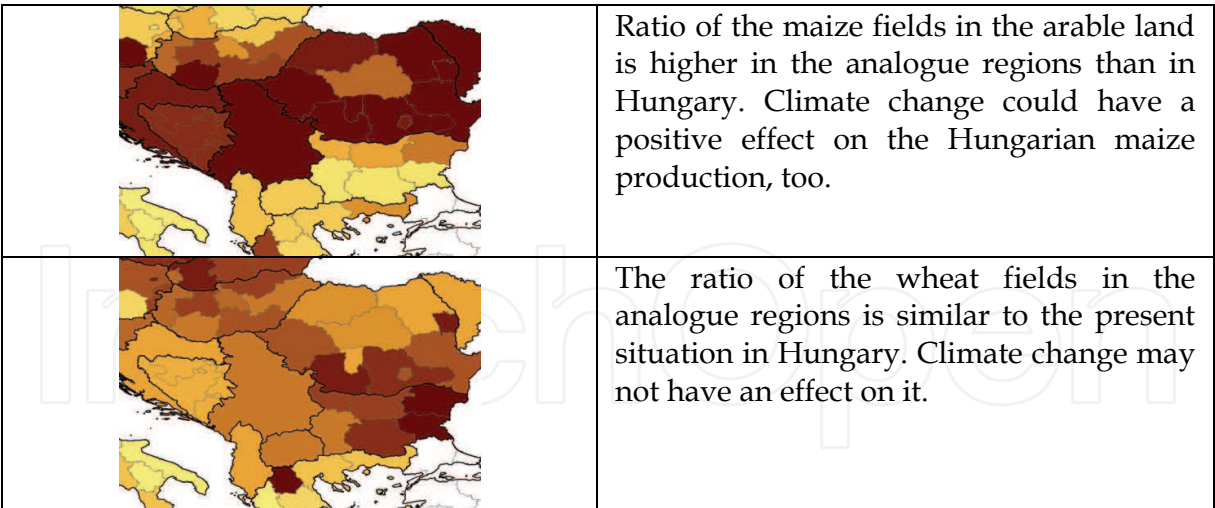 Ratio of the maize fields in the arable land
is higher in the analogue regions than in
Hungary. Climate change could have a
positive effect on the Hungarian maize
production, too.
The ratio of the wheat fields in the
analogue regions is similar to the present
situation in Hungary. Climate change may
not have an effect on it.